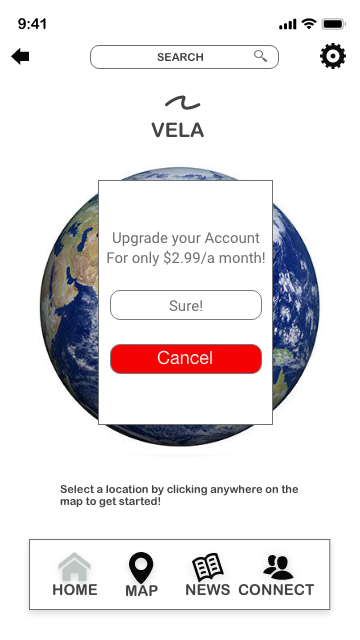 9:41
SEARCH
VELA
Upgrade your Account
For only $2.99/a month!
Sure!
Cancel
Select a location by clicking anywhere on the
map to get started!
HOME MAP NEWS CONNECT